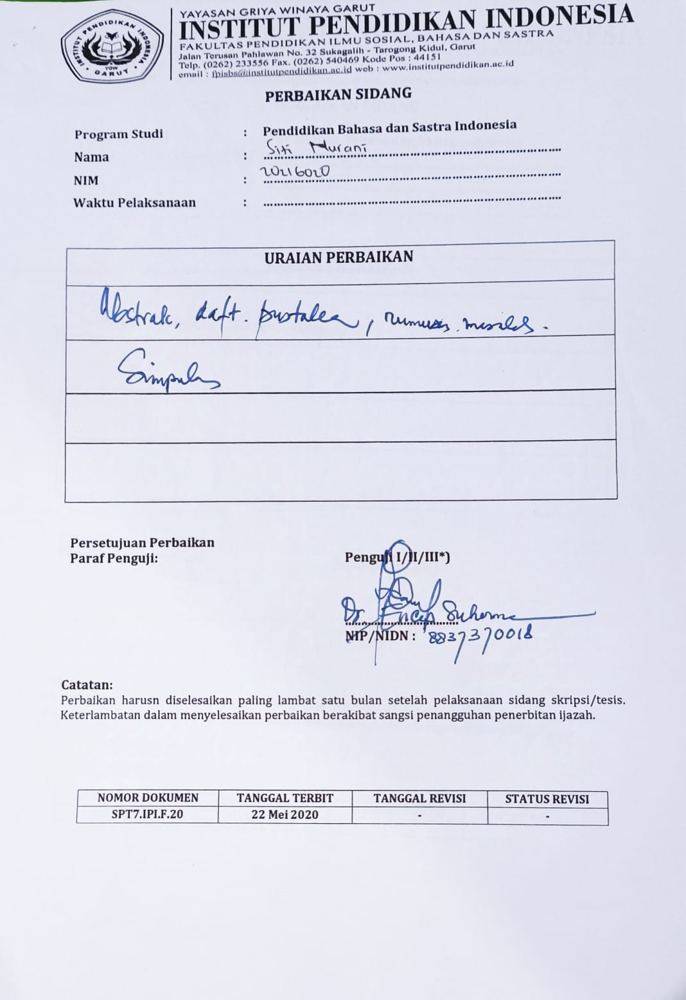 YAYASAN GRIYA WINAYA GARUT
INSTITUT PENDIDIKAN INDONESIA
FAKULTAS PENDIDIKAN ILMU SOSIAL, BAHASA DAN SASTRA
Jalan Terusan Pahlawan No. 32 Sukagalih - Tarogong Kidul, Garut
Telp. (0262) 233556 Fax. (0262) 540469 Kode Pos : 44151
email : fpisbs@institutpendidikan.ac.id web : www.institutpendidikan.ac.id
INSTITUT PENDIDIKAN INDONESIA
YGW
GARUT
PERBAIKAN SIDANG
Program Studi : Pendidikan Bahasa dan Sastra Indonesia
Nama : Siti Nurani
NIM : 20216020
Waktu Pelaksanaan :
URAIAN PERBAIKAN
Abstrak, daft. pustaka, rumusan masalah.
Simpulan
Persetujuan Perbaikan
Paraf Penguji:
Penguji I/II/III*)
Dr. Encep Suherma
NIP/NIDN : 8837370018
Catatan:
Perbaikan harusn diselesaikan paling lambat satu bulan setelah pelaksanaan sidang skripsi/tesis.
Keterlambatan dalam menyelesaikan perbaikan berakibat sangsi penangguhan penerbitan ijazah.
NOMOR DOKUMEN TANGGAL TERBIT TANGGAL REVISI STATUS REVISI
SPT7.IPI.F.20 22 Mei 2020 - -